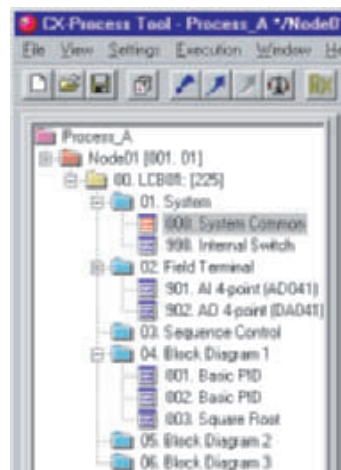 CX-Process Tool - Process_A */Node0
File View Settings Execution Window He
Process_A
Node01 [001. 01]
00. LCB01: [225]
01. System
000. System Common
998. Internal Switch
02. Field Terminal
901. AI 4-point (AD041)
902. AO 4-point (DA041)
03. Sequence Control
04. Block Diagram 1
001. Basic PID
002. Basic PID
003. Square Root
05. Block Diagram 2
06. Block Diagram 3